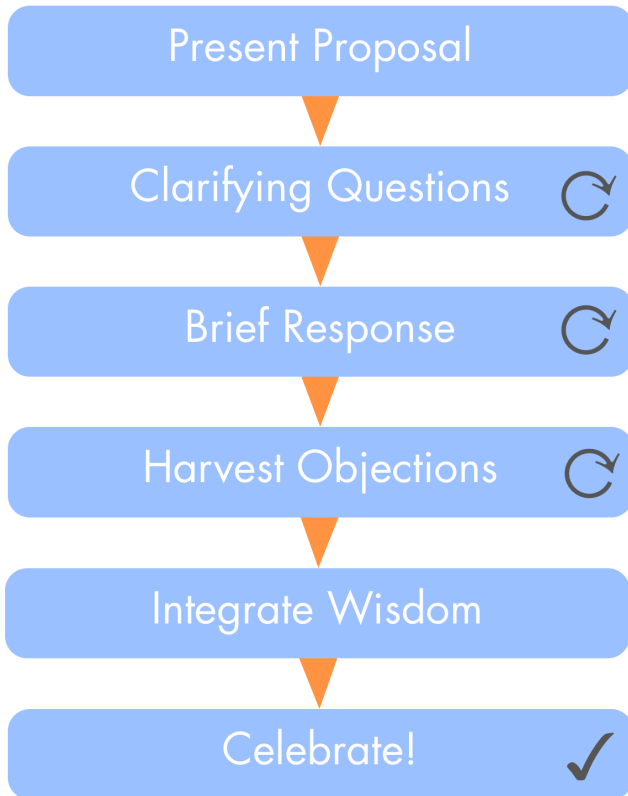 Present Proposal
Clarifying Questions
Brief Response
Harvest Objections
Integrate Wisdom
Celebrate!